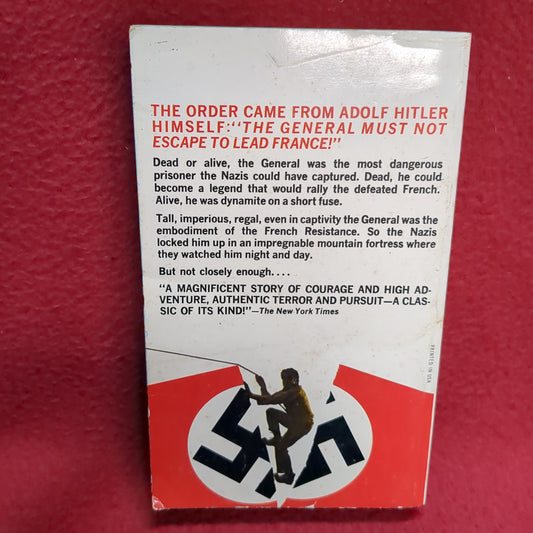 THE ORDER CAME FROM ADOLF HITLER
HIMSELF:"THE GENERAL MUST NOT
ESCAPE TO LEAD FRANCE!"
Dead or alive, the General was the most dangerous
prisoner the Nazis could have captured. Dead, he could
become a legend that would rally the defeated French.
Alive, he was dynamite on a short fuse.
Tall, imperious, regal, even in captivity the General was the
embodiment of the French Resistance. So the Nazis
locked him up in an impregnable mountain fortress where
they watched him night and day.
But not closely enough....
"A MAGNIFICENT STORY OF COURAGE AND HIGH AD-
VENTURE, AUTHENTIC TERROR AND PURSUIT—A CLAS-
SIC OF ITS KIND!"—The New York Times
PRINTED IN USA